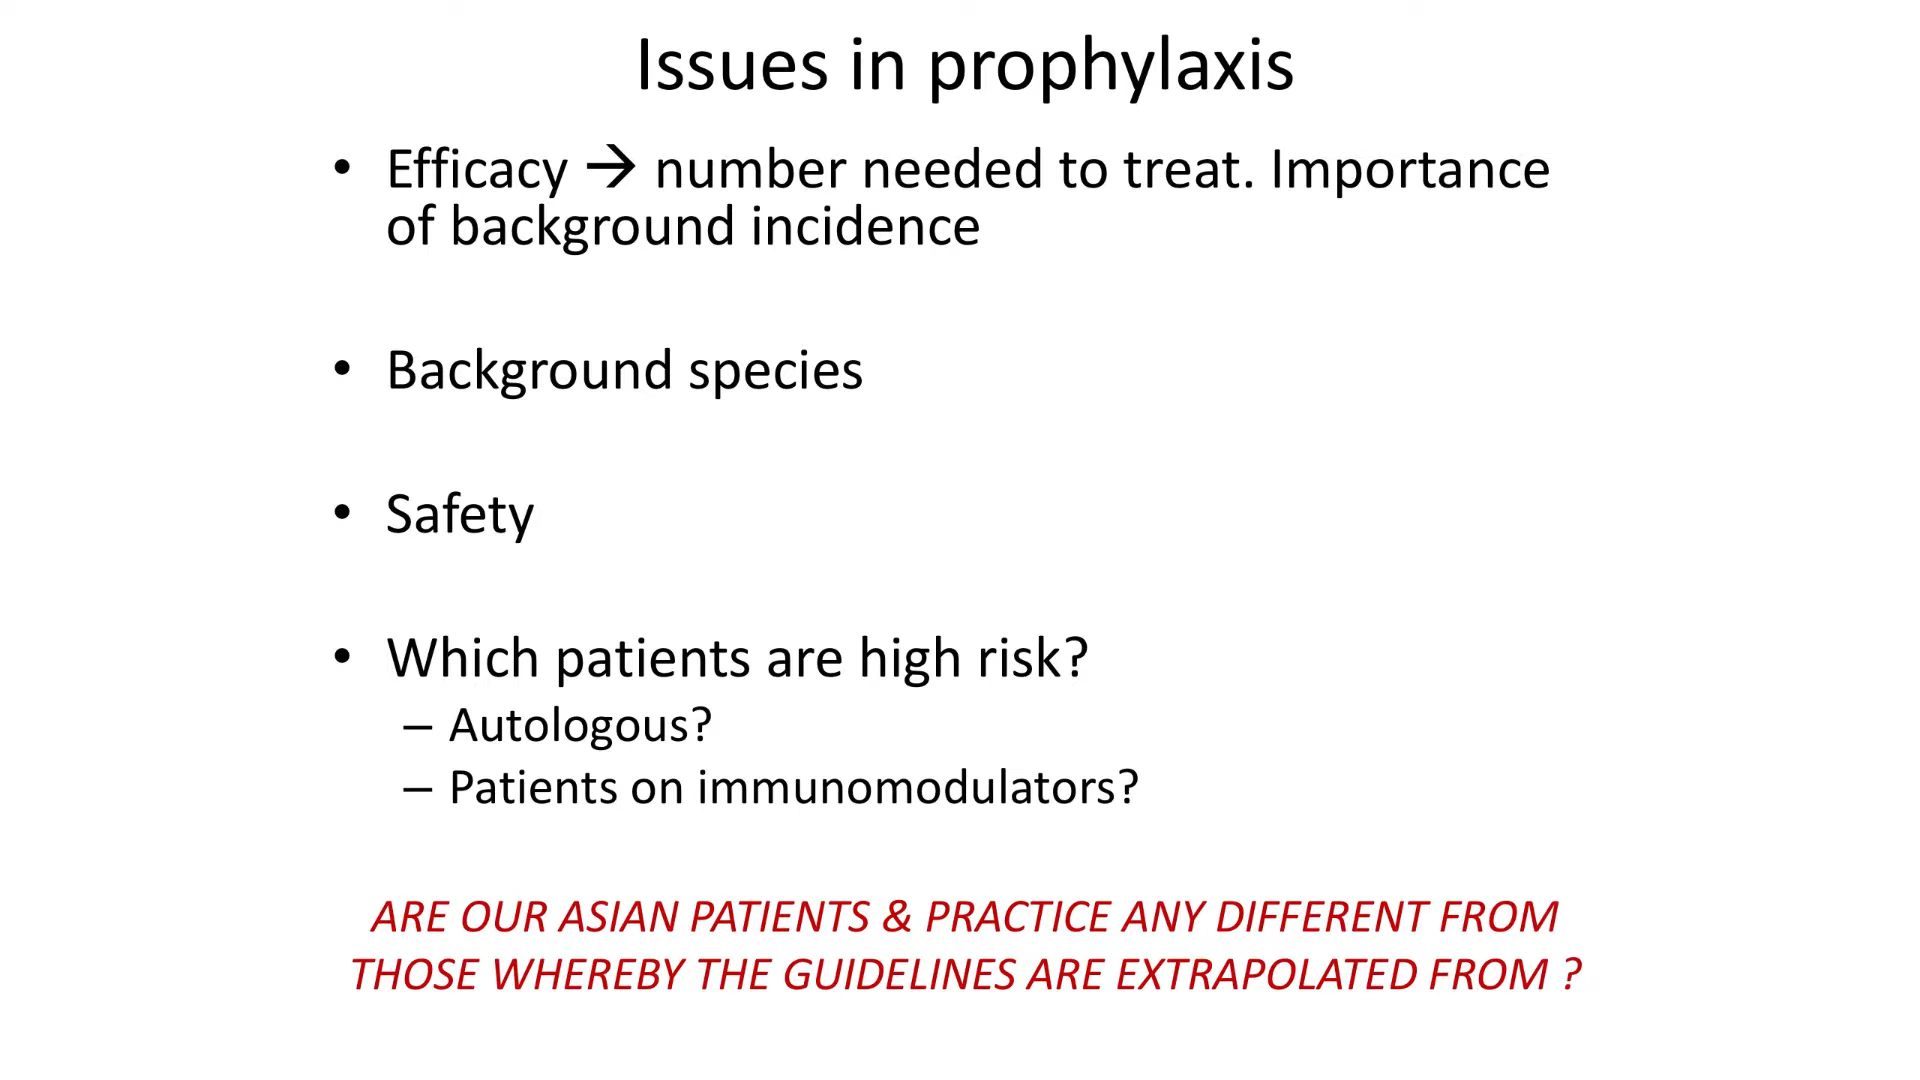 Issues in prophylaxis
• Efficacy → number needed to treat. Importance
of background incidence
• Background species
• Safety
• Which patients are high risk?
– Autologous?
– Patients on immunomodulators?
ARE OUR ASIAN PATIENTS & PRACTICE ANY DIFFERENT FROM
THOSE WHEREBY THE GUIDELINES ARE EXTRAPOLATED FROM ?